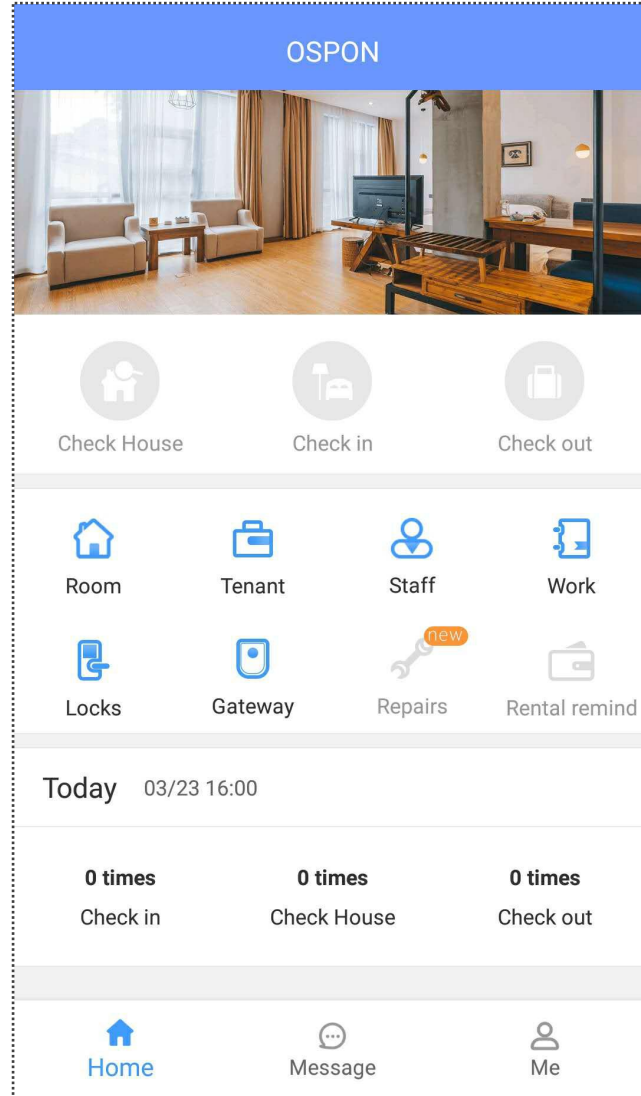 OSPON
Check House
Check in
Check out
Room
Tenant
Staff
Work
new
Locks
Gateway
Repairs
Rental remind
Today 03/23 16:00
0 times
0 times
0 times
Check in
Check House
Check out
Home
Message
Me